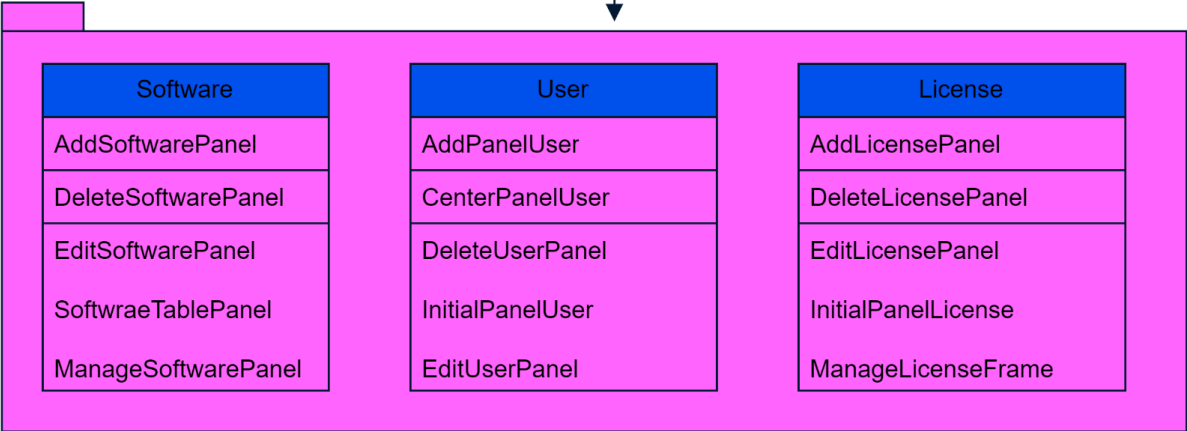 Software
AddSoftwarePanel
DeleteSoftwarePanel
EditSoftwarePanel
SoftwraeTablePanel
ManageSoftwarePanel
User
AddPanelUser
CenterPanelUser
DeleteUserPanel
InitialPanelUser
EditUserPanel
License
AddLicensePanel
DeleteLicensePanel
EditLicensePanel
InitialPanelLicense
ManageLicenseFrame